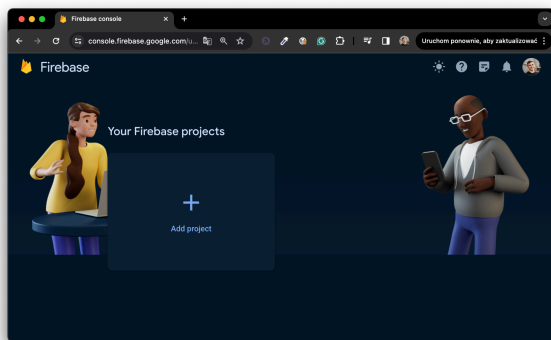 Firebase console
console.firebase.google.com/u...
Uruchom ponownie, aby zaktualizować
Firebase
Your Firebase projects
Add project